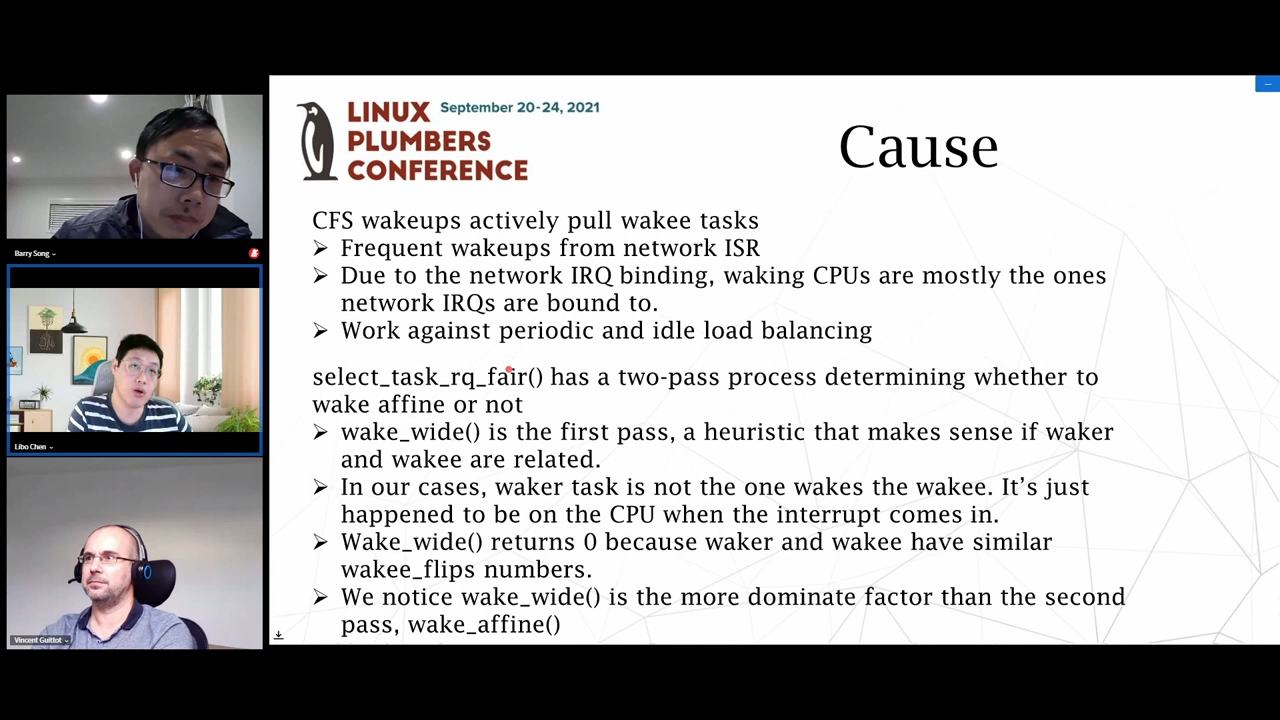 LINUX
September 20-24, 2021
PLUMBERS
CONFERENCE
Cause
CFS wakeups actively pull wakee tasks
➢ Frequent wakeups from network ISR
➢ Due to the network IRQ binding, waking CPUs are mostly the ones
network IRQs are bound to.
➢ Work against periodic and idle load balancing
select_task_rq_fair() has a two-pass process determining whether to
wake affine or not
➢ wake_wide() is the first pass, a heuristic that makes sense if waker
and wakee are related.
➢ In our cases, waker task is not the one wakes the wakee. It’s just
happened to be on the CPU when the interrupt comes in.
➢ Wake_wide() returns 0 because waker and wakee have similar
wakee_flips numbers.
➢ We notice wake_wide() is the more dominate factor than the second
pass, wake_affine()
Barry Song
Libo Chen
Vincent Guittot